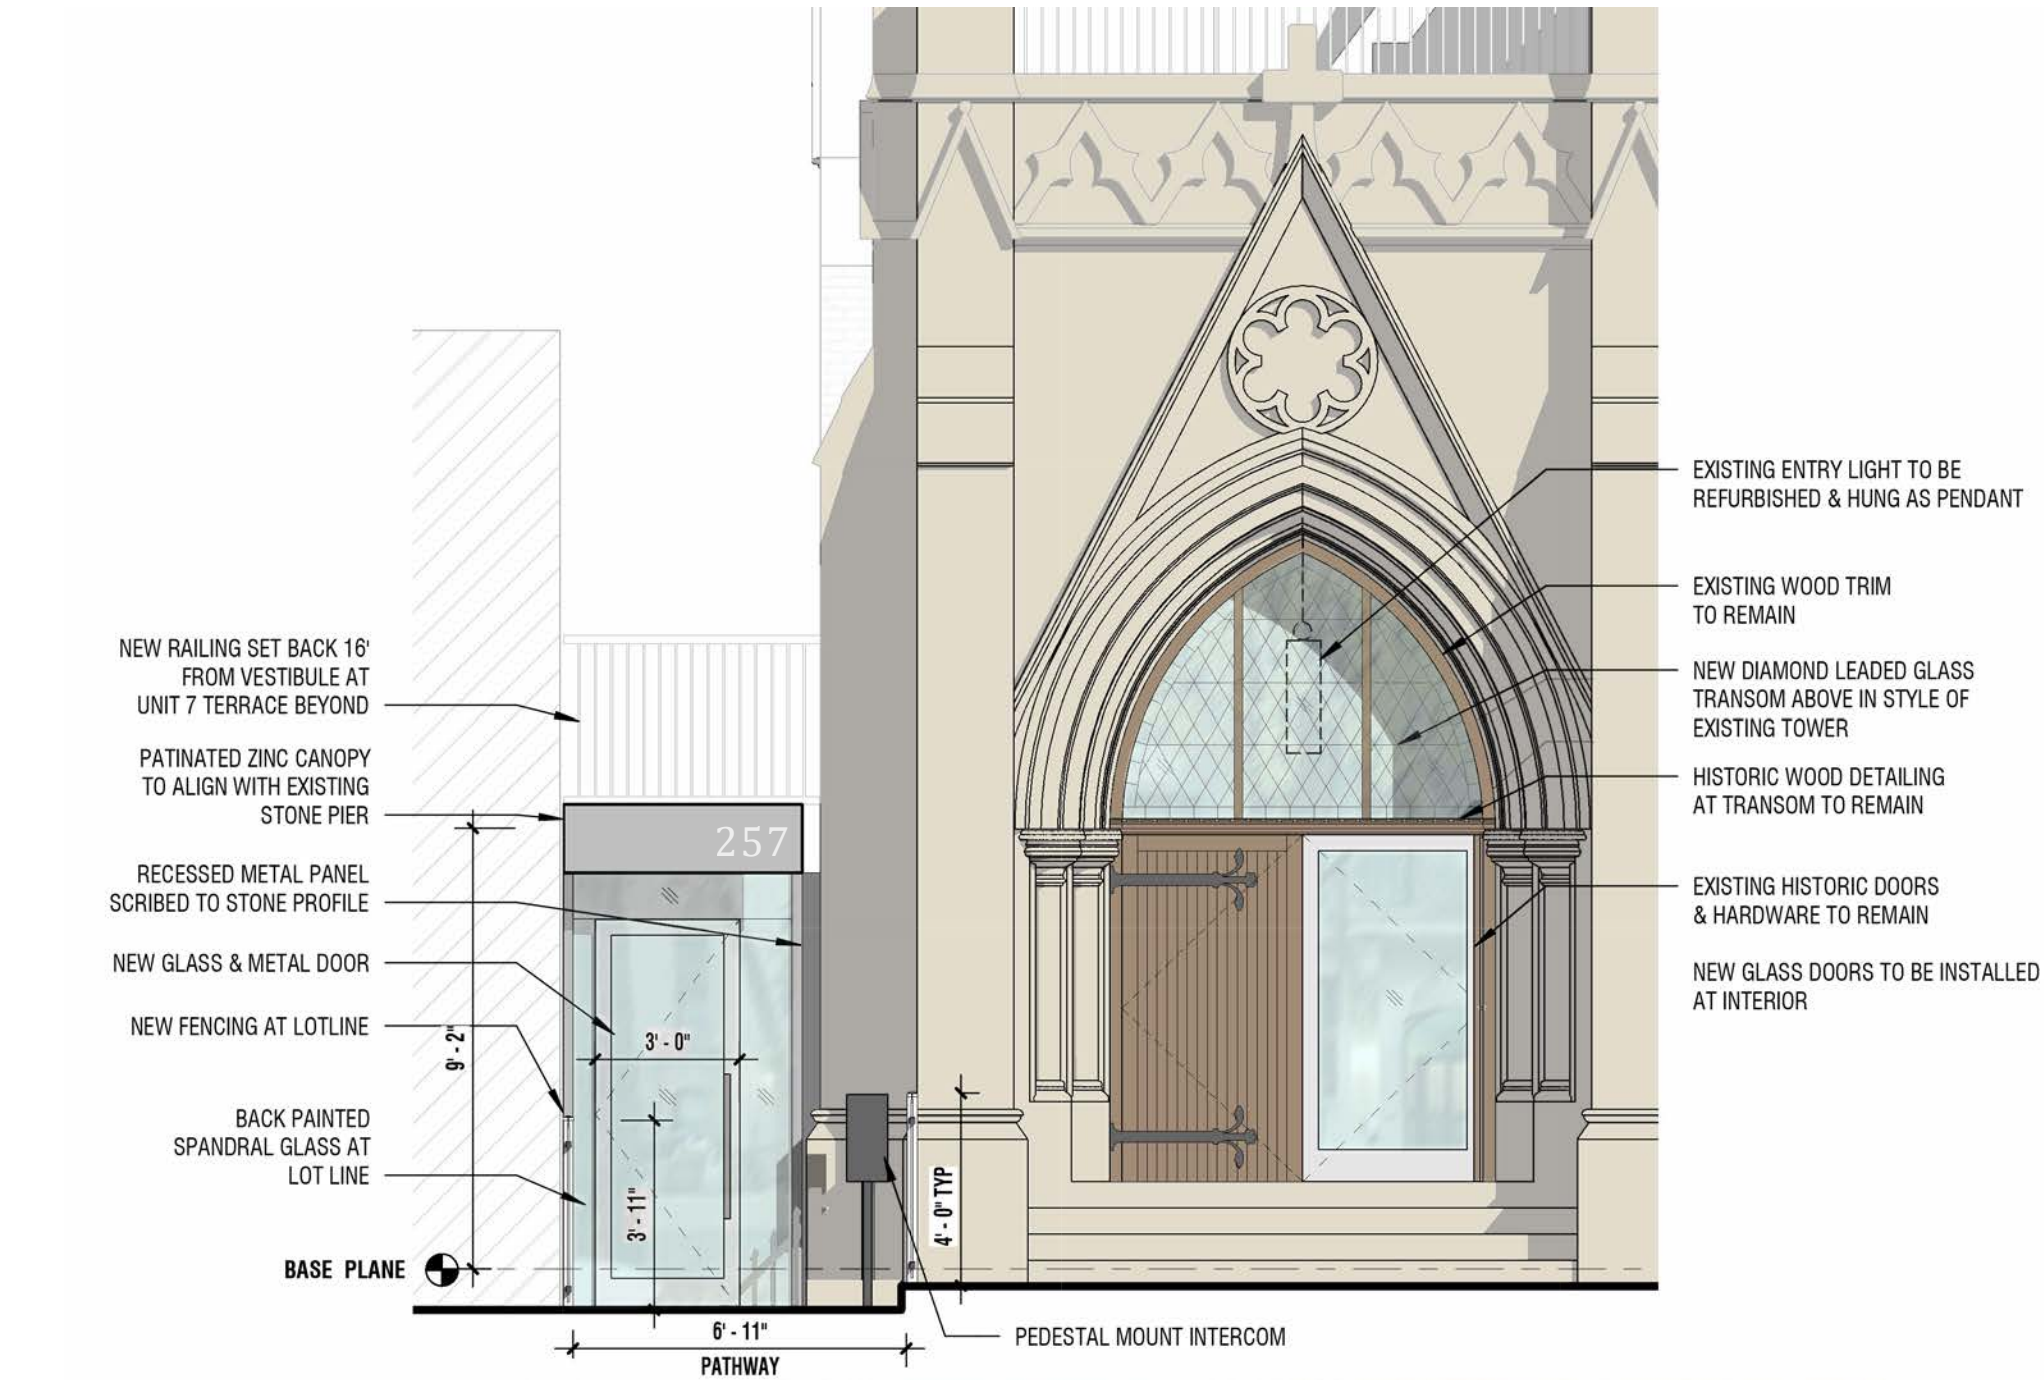 NEW RAILING SET BACK 16'
FROM VESTIBULE AT
UNIT 7 TERRACE BEYOND
PATINATED ZINC CANOPY
TO ALIGN WITH EXISTING
STONE PIER
RECESSED METAL PANEL
SCRIBED TO STONE PROFILE
NEW GLASS & METAL DOOR
NEW FENCING AT LOTLINE
BACK PAINTED
SPANDRAL GLASS AT
LOT LINE
BASE PLANE
9' - 2"
257
3' - 0"
3' - 11"
6' - 11"
PATHWAY
4' - 0" TYP
PEDESTAL MOUNT INTERCOM
EXISTING ENTRY LIGHT TO BE
REFURBISHED & HUNG AS PENDANT
EXISTING WOOD TRIM
TO REMAIN
NEW DIAMOND LEADED GLASS
TRANSOM ABOVE IN STYLE OF
EXISTING TOWER
HISTORIC WOOD DETAILING
AT TRANSOM TO REMAIN
EXISTING HISTORIC DOORS
& HARDWARE TO REMAIN
NEW GLASS DOORS TO BE INSTALLED
AT INTERIOR